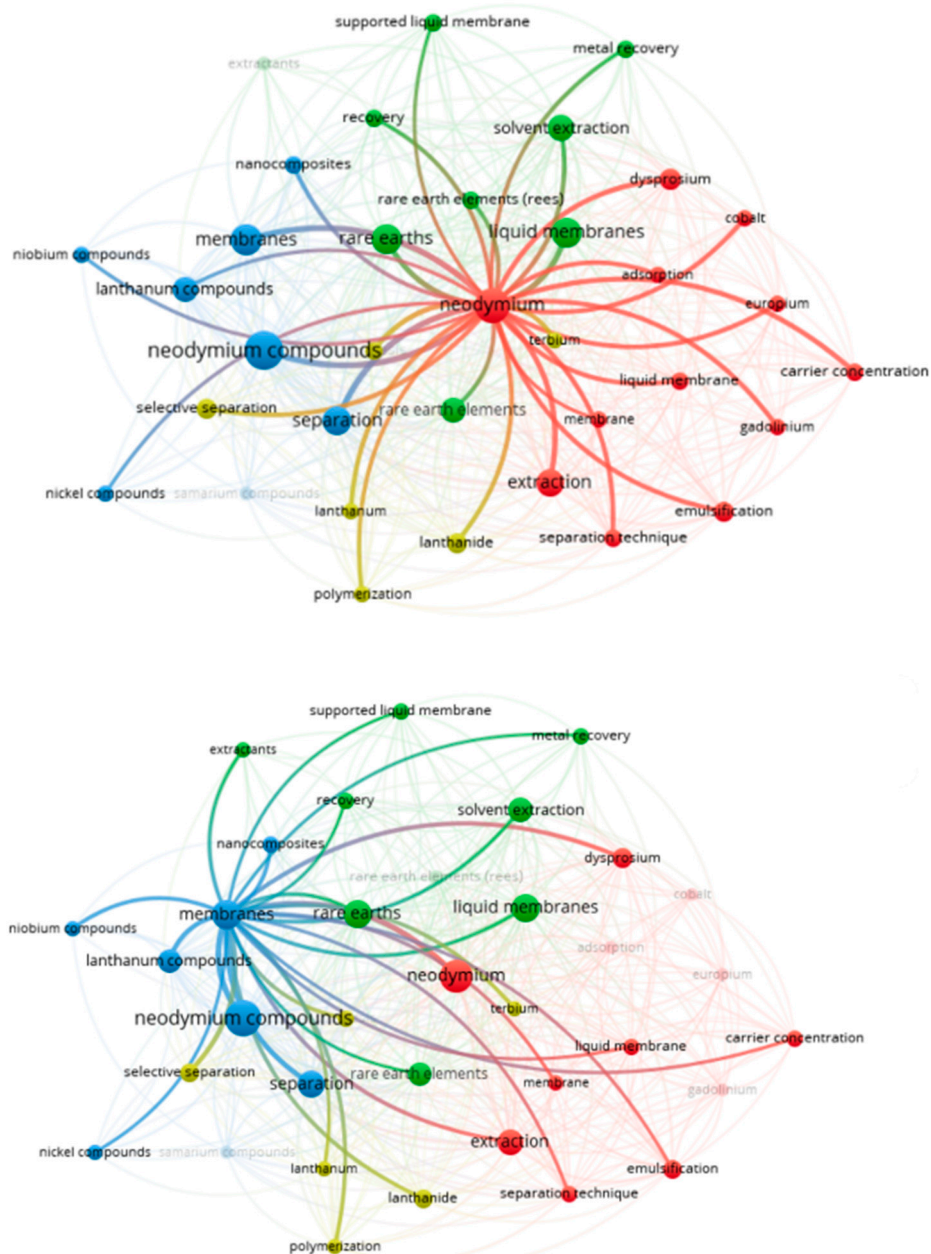 supported liquid membrane
metal recovery
extractants
recovery
solvent extraction
nanocomposites
dysprosium
rare earth elements (rees)
cobalt
membranes
rare earths
liquid membranes
niobium compounds
adsorption
lanthanum compounds
europium
neodymium
terbium
neodymium compounds
carrier concentration
liquid membrane
selective separation
rare earth elements
separation
membrane
gadolinium
extraction
nickel compounds
samarium compounds
lanthanum
emulsification
separation technique
lanthanide
polymerization
supported liquid membrane
metal recovery
extractants
recovery
solvent extraction
nanocomposites
dysprosium
rare earth elements (rees)
cobalt
membranes
rare earths
liquid membranes
niobium compounds
adsorption
lanthanum compounds
neodymium
europium
terbium
neodymium compounds
carrier concentration
liquid membrane
selective separation
rare earth elements
separation
membrane
gadolinium
extraction
nickel compounds
samarium compounds
lanthanum
emulsification
separation technique
lanthanide
polymerization